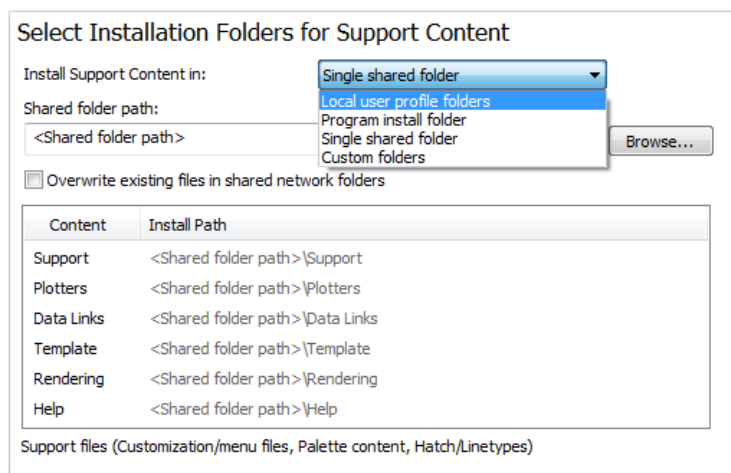 Select Installation Folders for Support Content
Install Support Content in:
Single shared folder
Local user profile folders
Program install folder
Single shared folder
Custom folders
Shared folder path:
<Shared folder path>
Browse...
Overwrite existing files in shared network folders
Content Install Path
Support <Shared folder path>\Support
Plotters <Shared folder path>\Plotters
Data Links <Shared folder path>\Data Links
Template <Shared folder path>\Template
Rendering <Shared folder path>\Rendering
Help <Shared folder path>\Help
Support files (Customization/menu files, Palette content, Hatch/Linetypes)